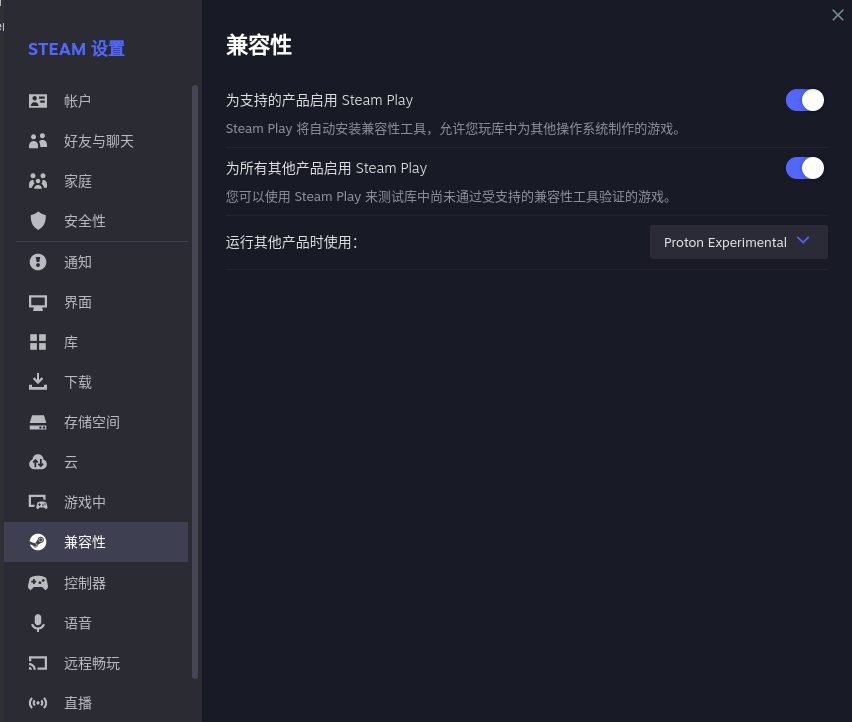 STEAM 设置
帐户
好友与聊天
家庭
安全性
通知
界面
库
下载
存储空间
云
游戏中
兼容性
控制器
语音
远程畅玩
直播
兼容性
为支持的产品启用 Steam Play
Steam Play 将自动安装兼容性工具，允许您玩库中为其他操作系统制作的游戏。
为所有其他产品启用 Steam Play
您可以使用 Steam Play 来测试库中尚未通过受支持的兼容性工具验证的游戏。
运行其他产品时使用：
Proton Experimental